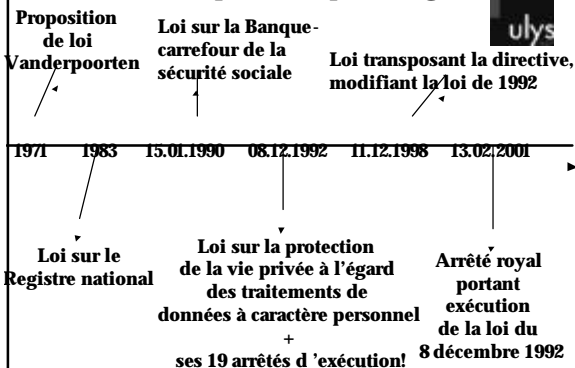 Proposition
de loi
Vanderpoorten
Loi sur la Banque-
carrefour de la
sécurité sociale
ulys
Loi transposant la directive,
modifiant la loi de 1992
1971 1983 15.01.1990 08.12.1992 11.12.1998 13.02.2001
Loi sur le
Registre national
Loi sur la protection
de la vie privée à l'égard
des traitements de
données à caractère personnel
+
ses 19 arrêtés d 'exécution!
Arrêté royal
portant
exécution
de la loi du
8 décembre 1992